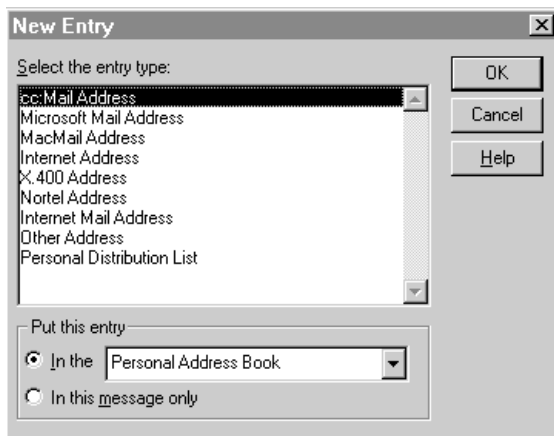 New Entry
Select the entry type:
cc:Mail Address
Microsoft Mail Address
MacMail Address
Internet Address
X.400 Address
Nortel Address
Internet Mail Address
Other Address
Personal Distribution List
OK
Cancel
Help
Put this entry
In the Personal Address Book
In this message only